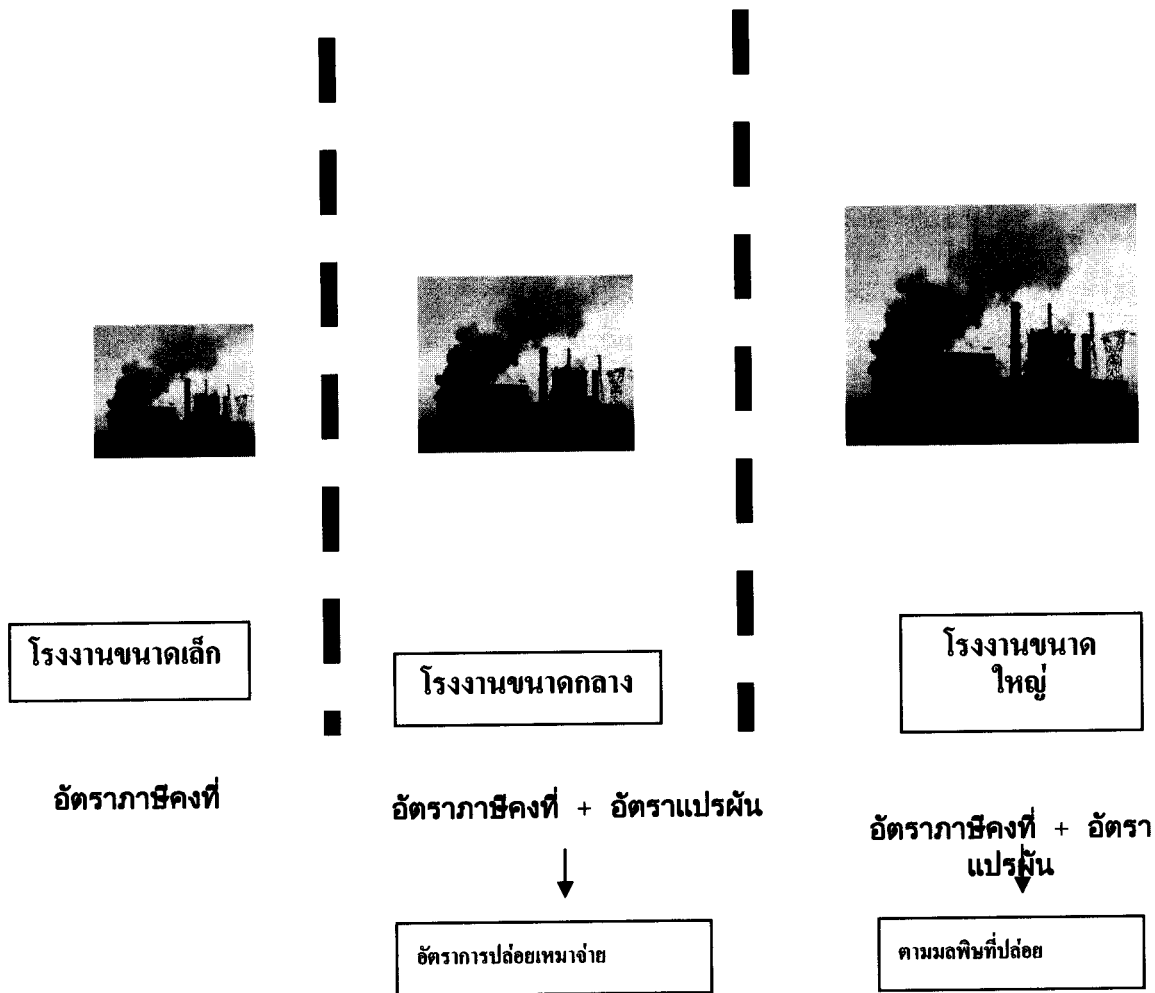 โรงงานขนาดเล็ก
โรงงานขนาดกลาง
โรงงานขนาด
ใหญ่
อัตราภาษีคงที่
อัตราภาษีคงที่ + อัตราแปรผัน
อัตราภาษีคงที่ + อัตรา
แปรผัน
อัตราการปล่อยเหมาจ่าย
ตามมลพิษที่ปล่อย